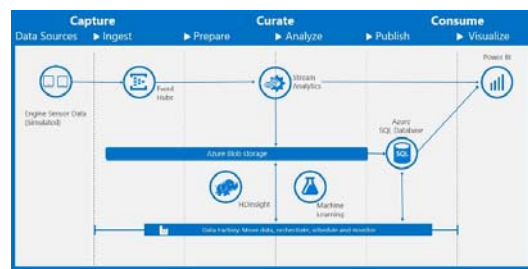 Capture
Curate
Consume
Data Sources
Ingest
Prepare
Analyze
Publish
Visualize
Power BI
Event
Hubs
Stream
Analytics
Engine Sensor Data
(Simulated)
Azure
SQL Database
SQL
Azure Blob storage
HDInsight
Machine
Learning
Data Factory: Move data, orchestrate, schedule and monitor